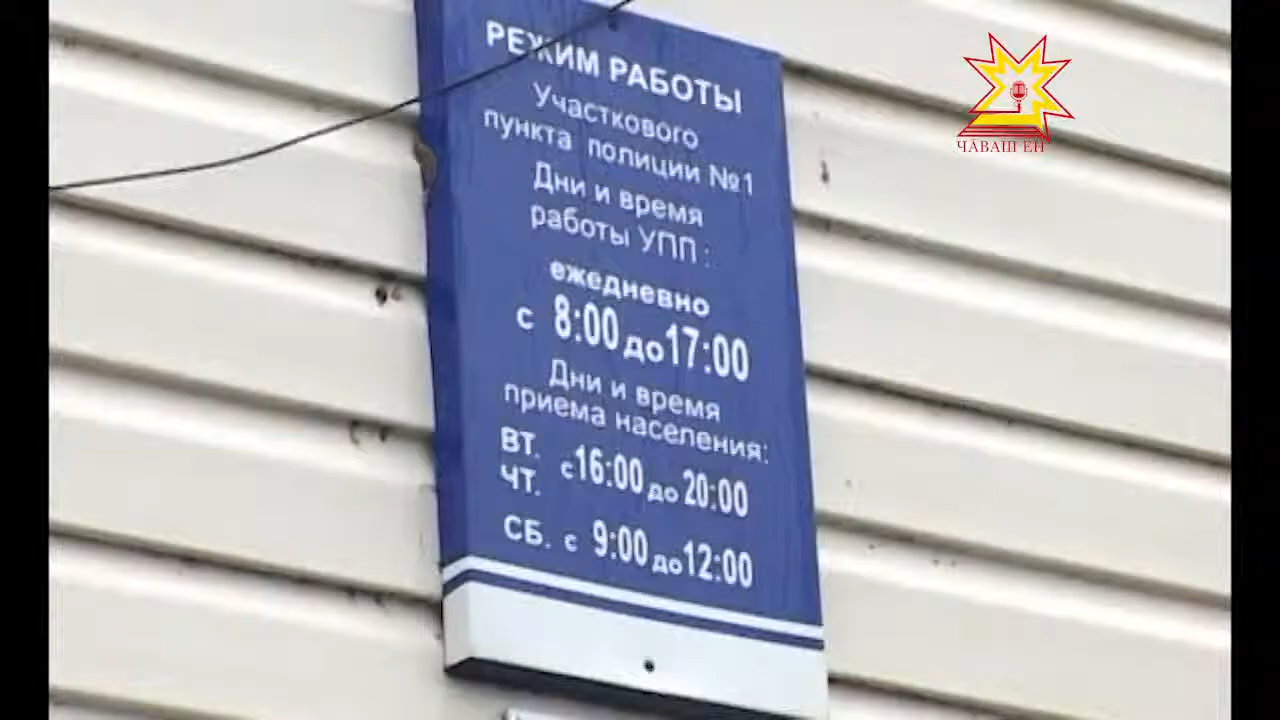 РЕЖИМ РАБОТЫ
Участкового
пункта полиции №1
Дни и время
работы УПП :
ежедневно
с 8:00 до 17:00
Дни и время
приема населения:
ВТ.
ЧТ.
с 16:00 до 20:00
СБ. с 9:00 до 12:00
ЧӐВАШ ЕН